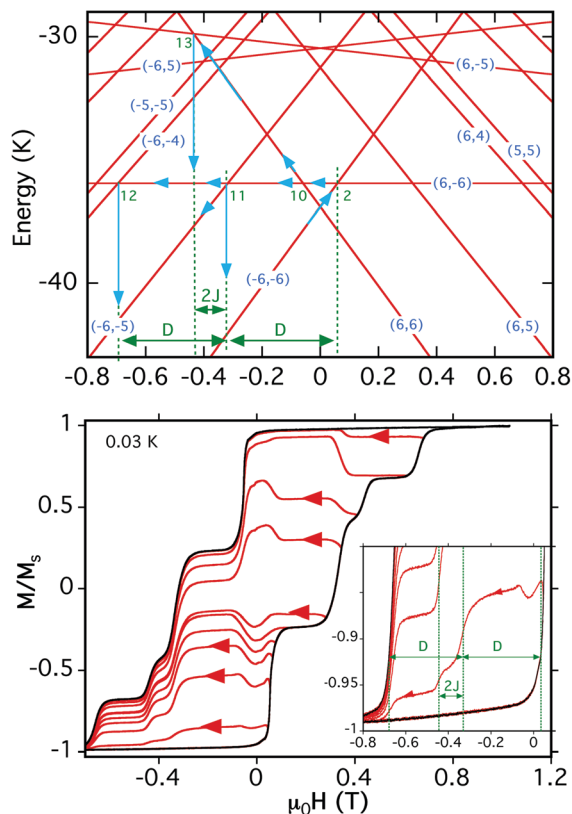 -30
13
(-6,5)
(6,-5)
(-5,-5)
(-6,-4)
(6,4)
(5,5)
Energy (K)
12
11
10
2
(6,-6)
2J
(-6,-6)
-40
(-6,-5)
D
D
(6,6)
(6,5)
-0.8 -0.6 -0.4 -0.2 0 0.2 0.4 0.6 0.8
1
0.03 K
0.5
M/Ms
0
-0.5
-1
-0.9
D
D
-0.95
2J
-1
-0.8 -0.6 -0.4 -0.2 0
-0.4 0 0.4 0.8 1.2
μ₀H (T)